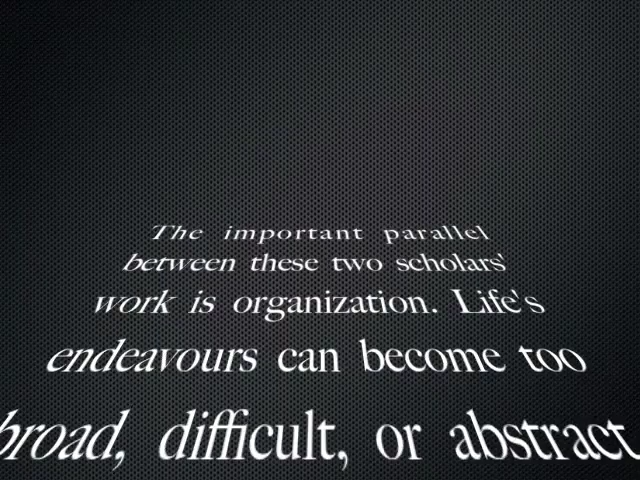 The important parallel
between these two scholars'
work is organization. Life's
endeavours can become too
broad, difficult, or abstract